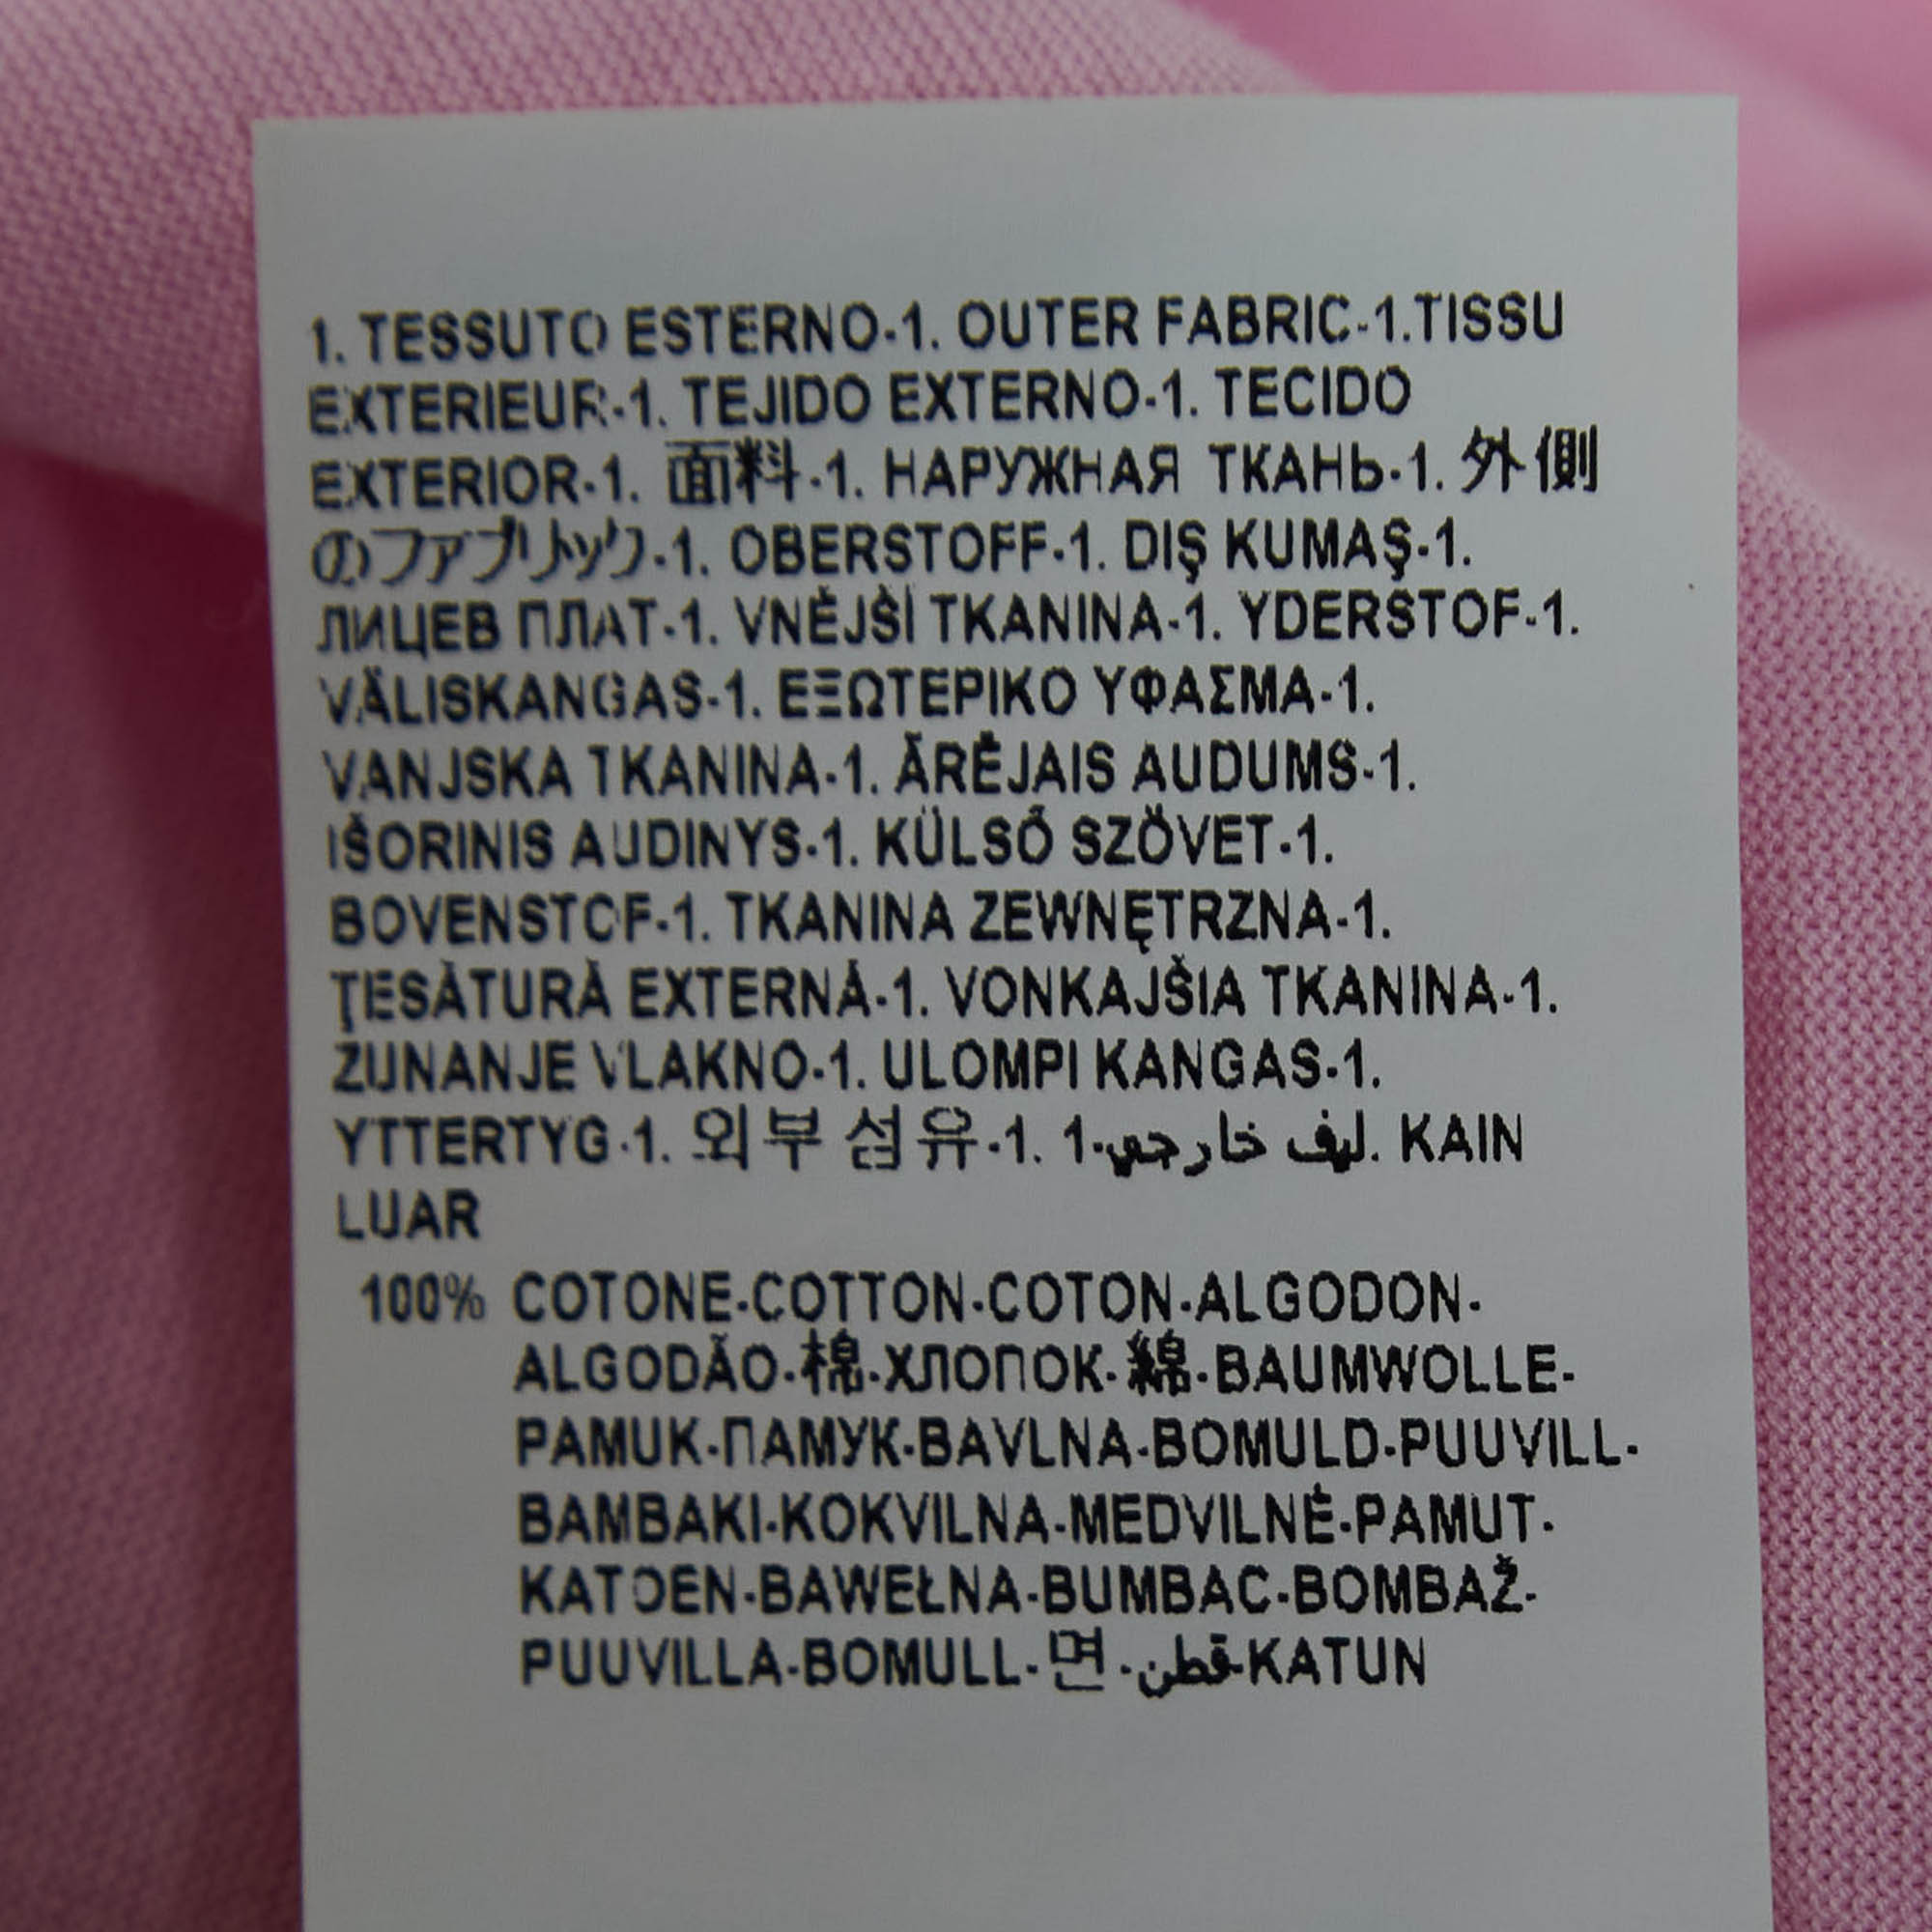 1. TESSUTO ESTERNO-1. OUTER FABRIC-1.TISSU
EXTERIEUR-1. TEJIDO EXTERNO-1. TECIDO
EXTERIOR-1. 面料-1. НАРУЖНАЯ ТКАНЬ-1. 外側
のファブリック-1. OBERSTOFF-1. DIŞ KUMAŞ-1.
ЛИЦЕВ ПЛАТ-1. VNĚJŠÍ TKANINA-1. YDERSTOF-1.
VÄLISKANGAS-1. ΕΞΩΤΕΡΙΚΟ ΥΦΑΣΜΑ-1.
VANJSKA TKANINA-1. ĀRĒJAIS AUDUMS-1.
IŠORINIS AUDINYS-1. KÜLSŐ SZÖVET-1.
BOVENSTOF-1. TKANINA ZEWNĘTRZNA-1.
ŢESĂTURĂ EXTERNĂ-1. VONKAJŠIA TKANINA-1.
ZUNANJE VLAKNO-1. ULOMPI KANGAS-1.
YTTERTYG-1. 외부 섬유-1. 1-ليف خارجي. KAIN
LUAR
100% COTONE-COTTON-COTON-ALGODON-
ALGODÃO-棉-ХЛОПОК-綿-BAUMWOLLE-
PAMUK-ПАМУК-BAVLNA-BOMULD-PUUVILL-
BAMBAKI-KOKVILNA-MEDVILNĖ-PAMUT-
KATOEN-BAWEŁNA-BUMBAC-BOMBAŽ-
PUUVILLA-BOMULL-면-قطن-KATUN